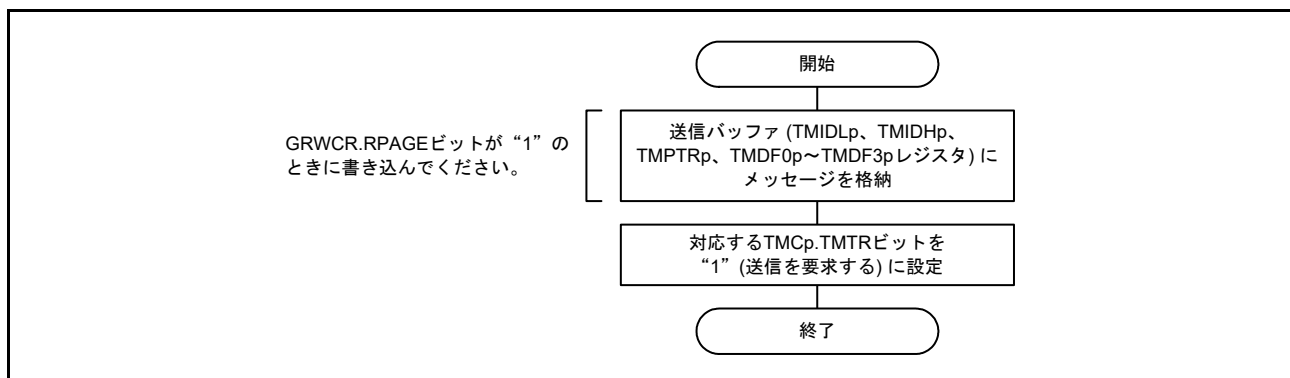 開始
GRWCR.RPAGEビットが“1”の
ときに書き込んでください。
送信バッファ (TMIDLp、TMIDHp、
TMPTRp、TMDF0p～TMDF3pレジスタ) に
メッセージを格納
対応するTMCp.TMTRビットを
“1” (送信を要求する) に設定
終了